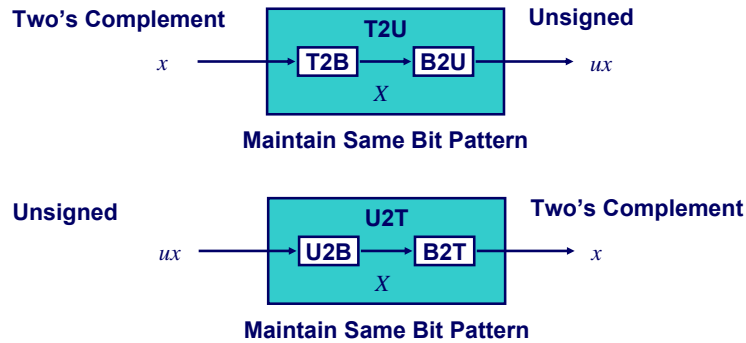 Two's Complement
T2U
Unsigned
x
T2B
B2U
ux
X
Maintain Same Bit Pattern
Unsigned
U2T
Two's Complement
ux
U2B
B2T
x
X
Maintain Same Bit Pattern